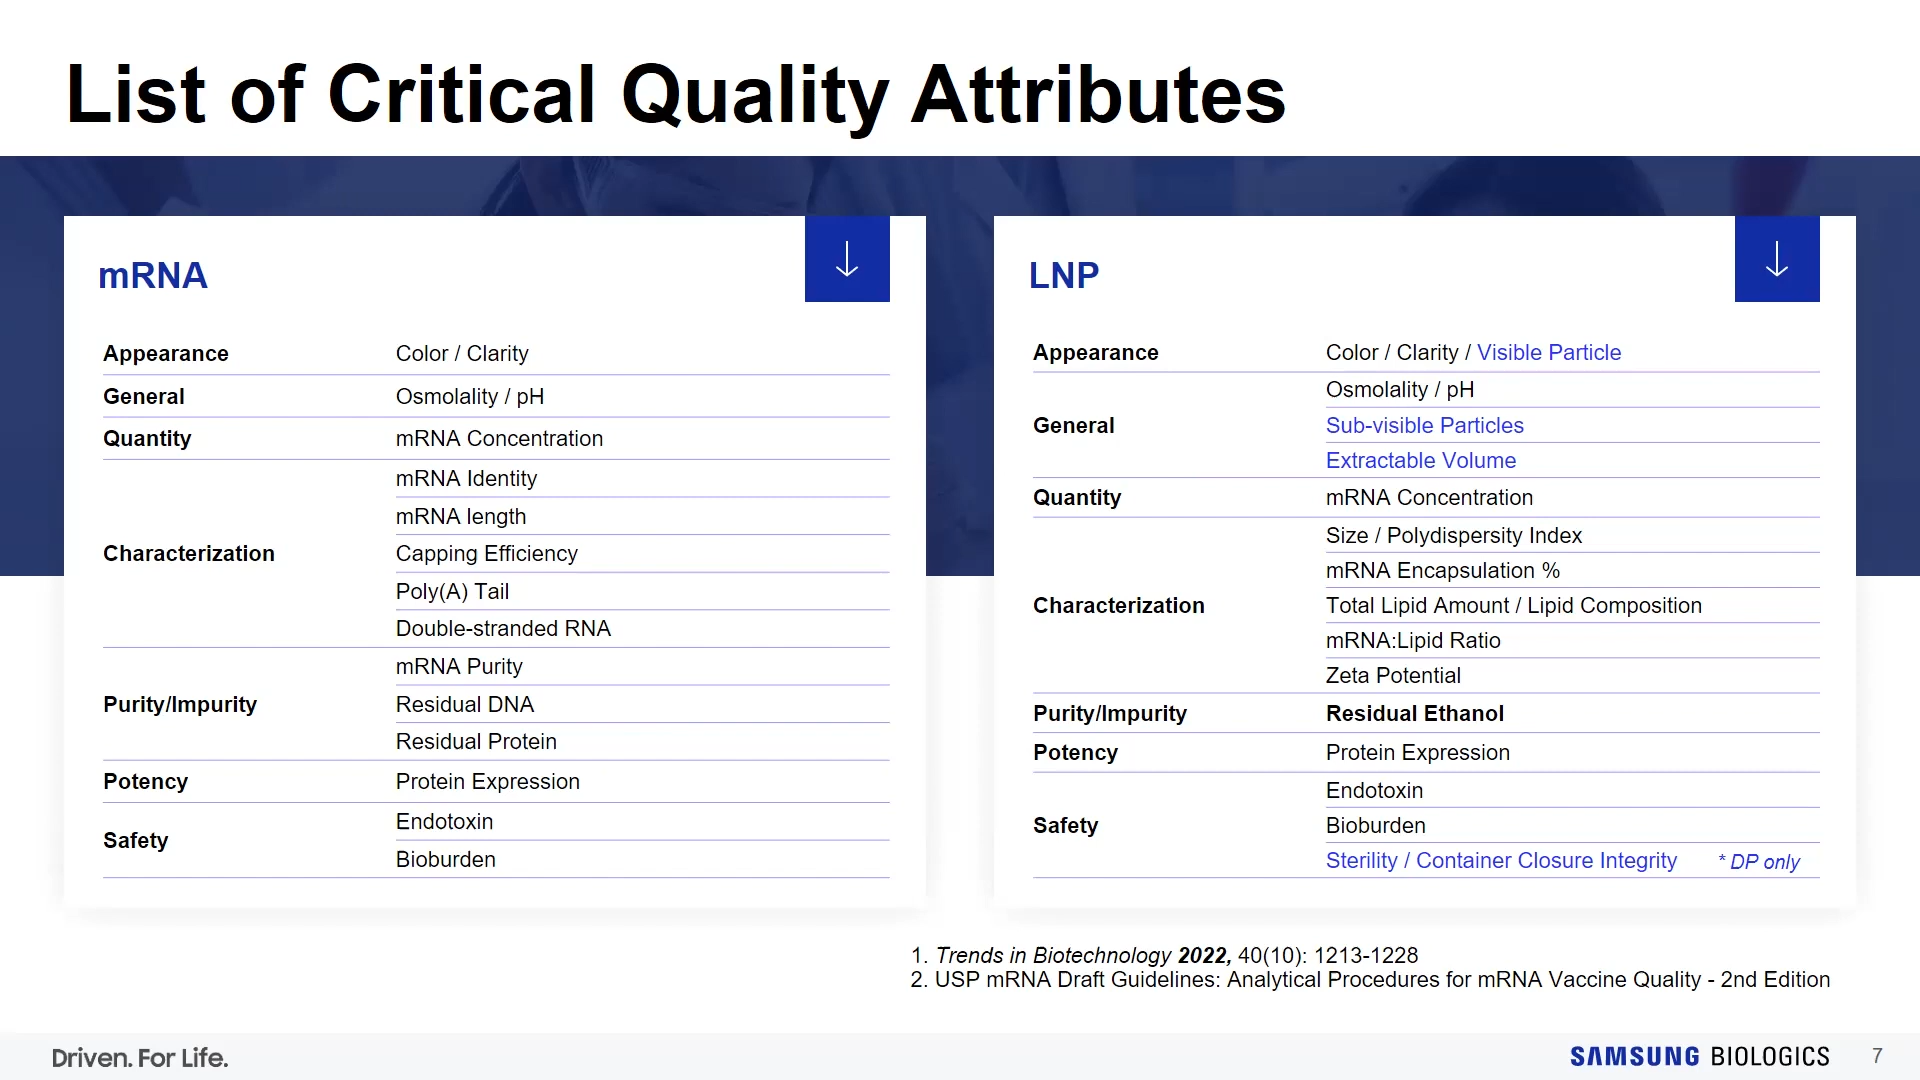 List of Critical Quality Attributes
mRNA
Appearance Color / Clarity
General Osmolality / pH
Quantity mRNA Concentration
Characterization
mRNA Identity
mRNA length
Capping Efficiency
Poly(A) Tail
Double-stranded RNA
Purity/Impurity
mRNA Purity
Residual DNA
Residual Protein
Potency Protein Expression
Safety
Endotoxin
Bioburden
LNP
Appearance Color / Clarity / Visible Particle
General
Osmolality / pH
Sub-visible Particles
Extractable Volume
Quantity mRNA Concentration
Characterization
Size / Polydispersity Index
mRNA Encapsulation %
Total Lipid Amount / Lipid Composition
mRNA:Lipid Ratio
Zeta Potential
Purity/Impurity Residual Ethanol
Potency Protein Expression
Safety
Endotoxin
Bioburden
Sterility / Container Closure Integrity * DP only
1. Trends in Biotechnology 2022, 40(10): 1213-1228
2. USP mRNA Draft Guidelines: Analytical Procedures for mRNA Vaccine Quality - 2nd Edition
Driven. For Life.
SAMSUNG BIOLOGICS 7